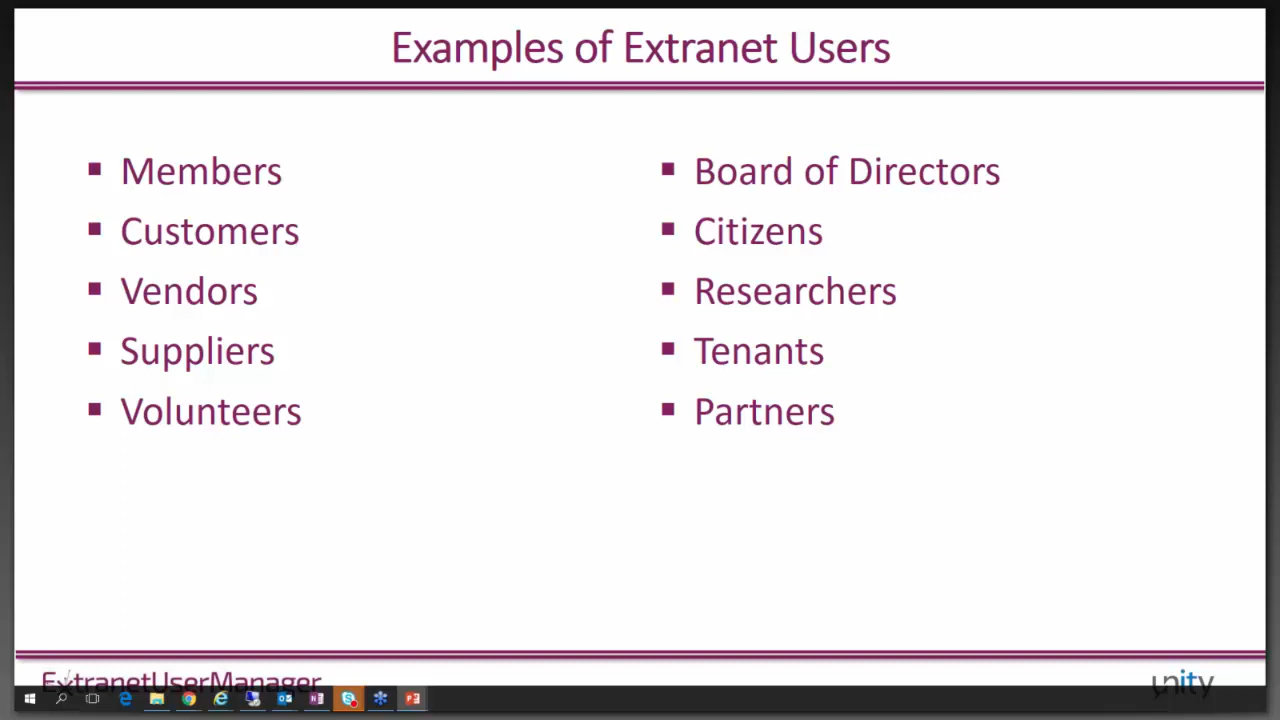 Examples of Extranet Users
Members
Customers
Vendors
Suppliers
Volunteers
Board of Directors
Citizens
Researchers
Tenants
Partners
ExtranetUserManager
unity